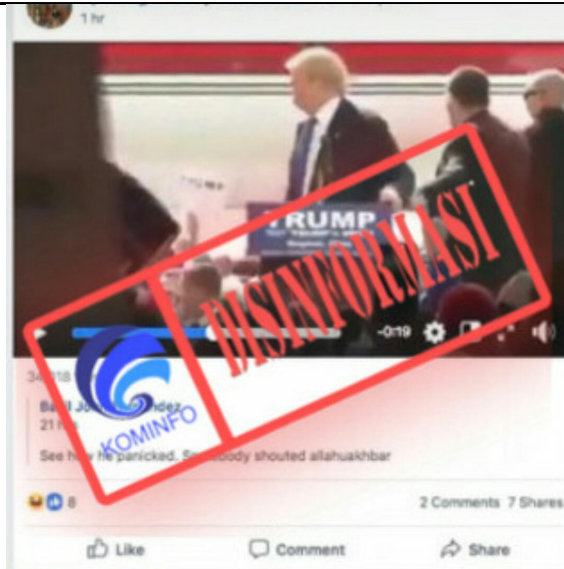 1 hr
TRUMP
DISINFORMASI
-0:19
KOMINFO
21
See how he panicked. Somebody shouted allahuakhbar
8
2 Comments 7 Shares
Like
Comment
Share